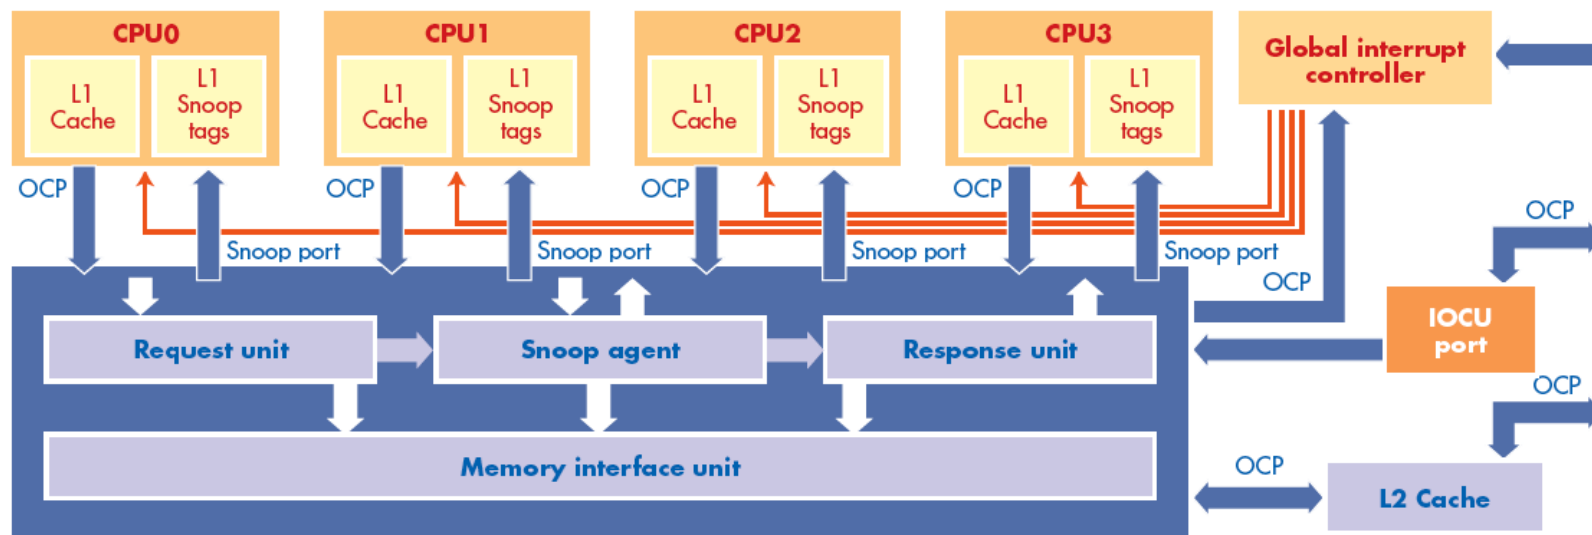 CPU0
L1
Cache
L1
Snoop
tags
CPU1
L1
Cache
L1
Snoop
tags
CPU2
L1
Cache
L1
Snoop
tags
CPU3
L1
Cache
L1
Snoop
tags
Global interrupt
controller
OCP
OCP
OCP
OCP
Snoop port
Snoop port
Snoop port
Snoop port
OCP
OCP
IOCU
port
Request unit
Snoop agent
Response unit
OCP
Memory interface unit
OCP
L2 Cache